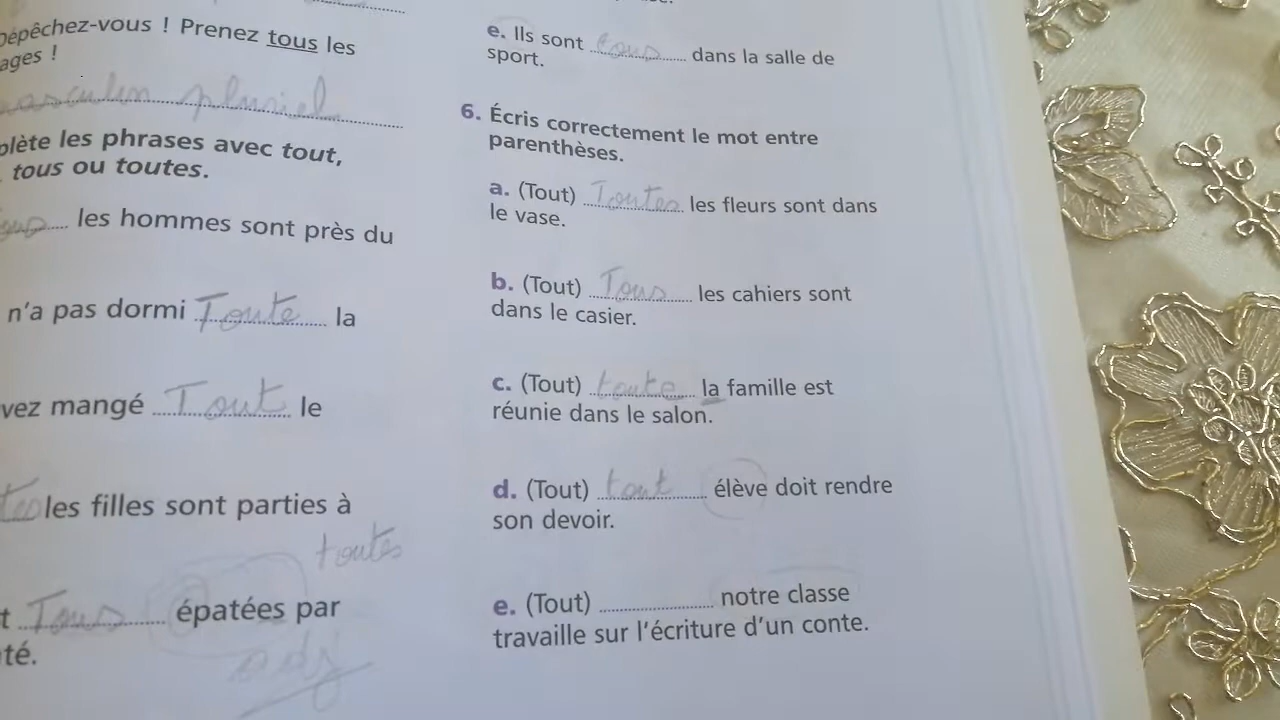 dépêchez-vous ! Prenez tous les
ages !
masculin pluriel
plète les phrases avec tout,
tous ou toutes.
les hommes sont près du
n'a pas dormi Toute la
vez mangé Tout le
tes les filles sont parties à
toutes
t Tous épatées par
adj
té.
e. Ils sont tous dans la salle de
sport.
6. Écris correctement le mot entre
parenthèses.
a. (Tout) Toutes les fleurs sont dans
le vase.
b. (Tout) Tous les cahiers sont
dans le casier.
c. (Tout) toute la famille est
réunie dans le salon.
d. (Tout) tout élève doit rendre
son devoir.
e. (Tout) notre classe
travaille sur l'écriture d'un conte.